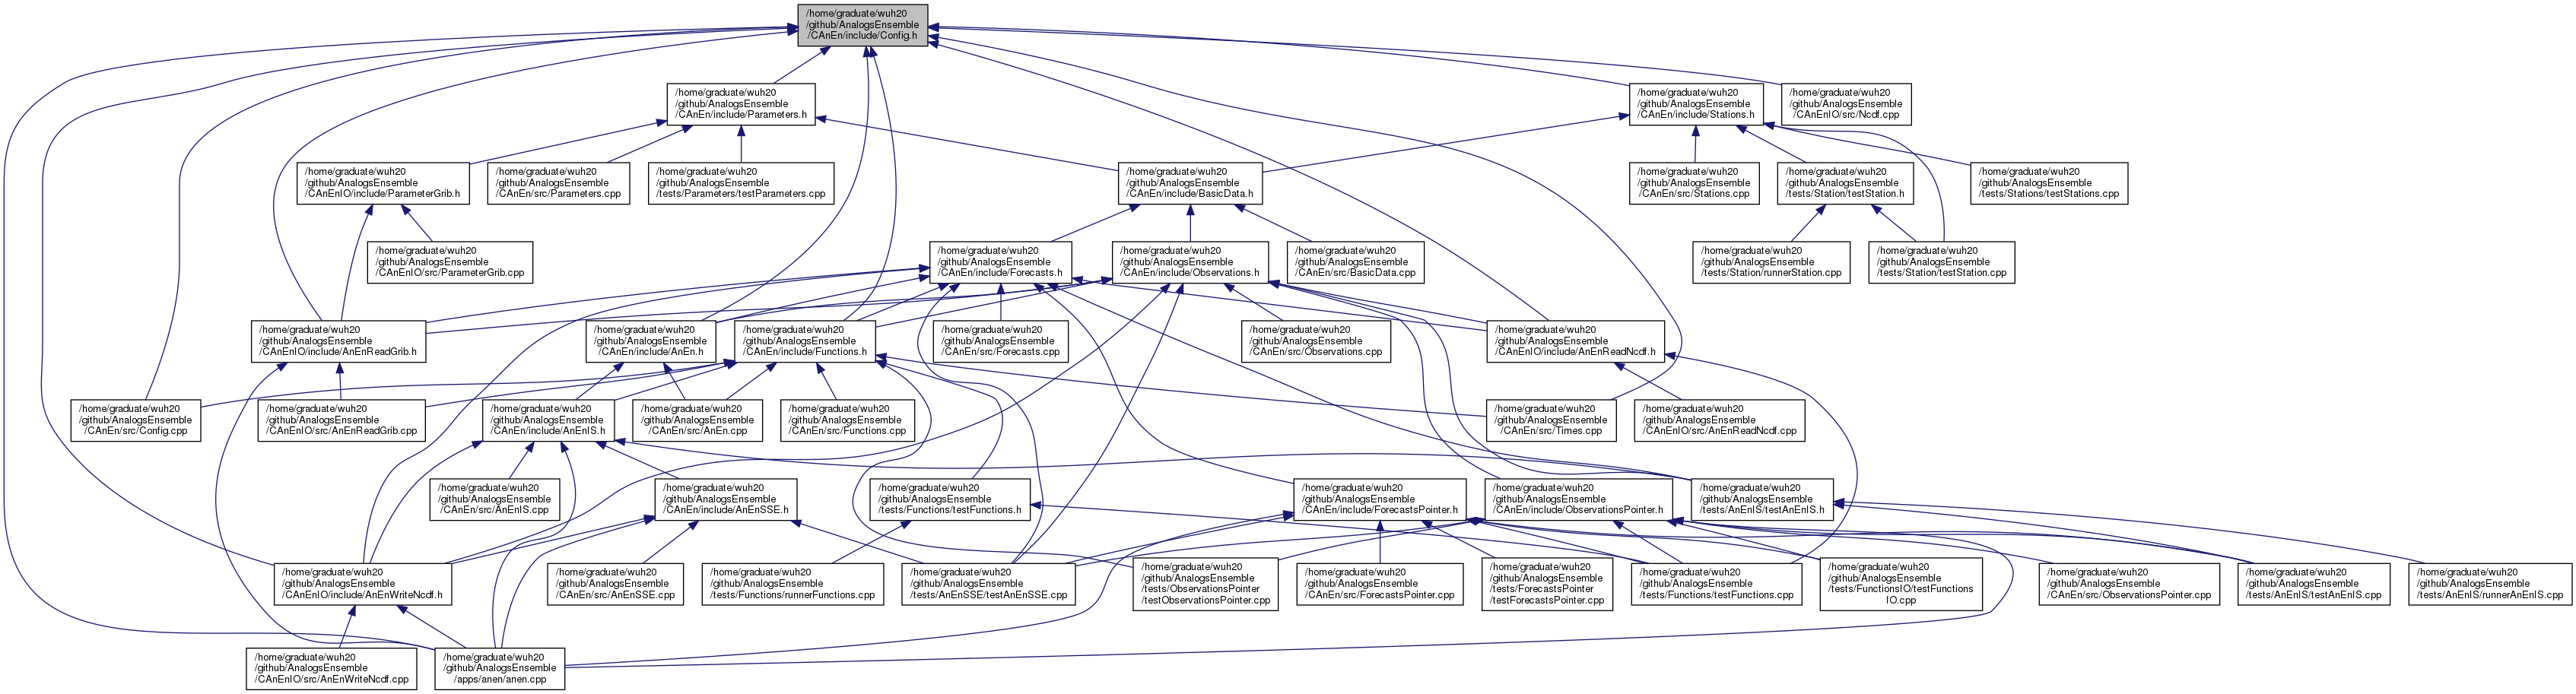 /home/graduate/wuh20
/github/AnalogsEnsemble
/CAnEn/include/Config.h
/home/graduate/wuh20
/github/AnalogsEnsemble
/CAnEn/include/Parameters.h
/home/graduate/wuh20
/github/AnalogsEnsemble
/CAnEn/include/Stations.h
/home/graduate/wuh20
/github/AnalogsEnsemble
/CAnEnIO/src/Ncdf.cpp
/home/graduate/wuh20
/github/AnalogsEnsemble
/CAnEnIO/include/ParameterGrib.h
/home/graduate/wuh20
/github/AnalogsEnsemble
/CAnEn/src/Parameters.cpp
/home/graduate/wuh20
/github/AnalogsEnsemble
/tests/Parameters/testParameters.cpp
/home/graduate/wuh20
/github/AnalogsEnsemble
/CAnEn/include/BasicData.h
/home/graduate/wuh20
/github/AnalogsEnsemble
/CAnEn/src/Stations.cpp
/home/graduate/wuh20
/github/AnalogsEnsemble
/tests/Station/testStation.h
/home/graduate/wuh20
/github/AnalogsEnsemble
/tests/Stations/testStations.cpp
/home/graduate/wuh20
/github/AnalogsEnsemble
/CAnEnIO/src/ParameterGrib.cpp
/home/graduate/wuh20
/github/AnalogsEnsemble
/CAnEn/include/Forecasts.h
/home/graduate/wuh20
/github/AnalogsEnsemble
/CAnEn/include/Observations.h
/home/graduate/wuh20
/github/AnalogsEnsemble
/CAnEn/src/BasicData.cpp
/home/graduate/wuh20
/github/AnalogsEnsemble
/tests/Station/runnerStation.cpp
/home/graduate/wuh20
/github/AnalogsEnsemble
/tests/Station/testStation.cpp
/home/graduate/wuh20
/github/AnalogsEnsemble
/CAnEnIO/include/AnEnReadGrib.h
/home/graduate/wuh20
/github/AnalogsEnsemble
/CAnEn/include/AnEn.h
/home/graduate/wuh20
/github/AnalogsEnsemble
/CAnEn/include/Functions.h
/home/graduate/wuh20
/github/AnalogsEnsemble
/CAnEn/src/Forecasts.cpp
/home/graduate/wuh20
/github/AnalogsEnsemble
/CAnEn/src/Observations.cpp
/home/graduate/wuh20
/github/AnalogsEnsemble
/CAnEnIO/include/AnEnReadNcdf.h
/home/graduate/wuh20
/github/AnalogsEnsemble
/CAnEn/src/Config.cpp
/home/graduate/wuh20
/github/AnalogsEnsemble
/CAnEnIO/src/AnEnReadGrib.cpp
/home/graduate/wuh20
/github/AnalogsEnsemble
/CAnEn/include/AnEnIS.h
/home/graduate/wuh20
/github/AnalogsEnsemble
/CAnEn/src/AnEn.cpp
/home/graduate/wuh20
/github/AnalogsEnsemble
/CAnEn/src/Functions.cpp
/home/graduate/wuh20
/github/AnalogsEnsemble
/CAnEn/src/Times.cpp
/home/graduate/wuh20
/github/AnalogsEnsemble
/CAnEnIO/src/AnEnReadNcdf.cpp
/home/graduate/wuh20
/github/AnalogsEnsemble
/CAnEn/src/AnEnIS.cpp
/home/graduate/wuh20
/github/AnalogsEnsemble
/CAnEn/include/AnEnSSE.h
/home/graduate/wuh20
/github/AnalogsEnsemble
/tests/Functions/testFunctions.h
/home/graduate/wuh20
/github/AnalogsEnsemble
/CAnEn/include/ForecastsPointer.h
/home/graduate/wuh20
/github/AnalogsEnsemble
/CAnEn/include/ObservationsPointer.h
/home/graduate/wuh20
/github/AnalogsEnsemble
/tests/AnEnIS/testAnEnIS.h
/home/graduate/wuh20
/github/AnalogsEnsemble
/CAnEnIO/include/AnEnWriteNcdf.h
/home/graduate/wuh20
/github/AnalogsEnsemble
/CAnEn/src/AnEnSSE.cpp
/home/graduate/wuh20
/github/AnalogsEnsemble
/tests/Functions/runnerFunctions.cpp
/home/graduate/wuh20
/github/AnalogsEnsemble
/tests/AnEnSSE/testAnEnSSE.cpp
/home/graduate/wuh20
/github/AnalogsEnsemble
/tests/ObservationsPointer
/testObservationsPointer.cpp
/home/graduate/wuh20
/github/AnalogsEnsemble
/CAnEn/src/ForecastsPointer.cpp
/home/graduate/wuh20
/github/AnalogsEnsemble
/tests/ForecastsPointer
/testForecastsPointer.cpp
/home/graduate/wuh20
/github/AnalogsEnsemble
/tests/Functions/testFunctions.cpp
/home/graduate/wuh20
/github/AnalogsEnsemble
/tests/FunctionsIO/testFunctions
IO.cpp
/home/graduate/wuh20
/github/AnalogsEnsemble
/CAnEn/src/ObservationsPointer.cpp
/home/graduate/wuh20
/github/AnalogsEnsemble
/tests/AnEnIS/testAnEnIS.cpp
/home/graduate/wuh20
/github/AnalogsEnsemble
/tests/AnEnIS/runnerAnEnIS.cpp
/home/graduate/wuh20
/github/AnalogsEnsemble
/CAnEnIO/src/AnEnWriteNcdf.cpp
/home/graduate/wuh20
/github/AnalogsEnsemble
/apps/anen/anen.cpp